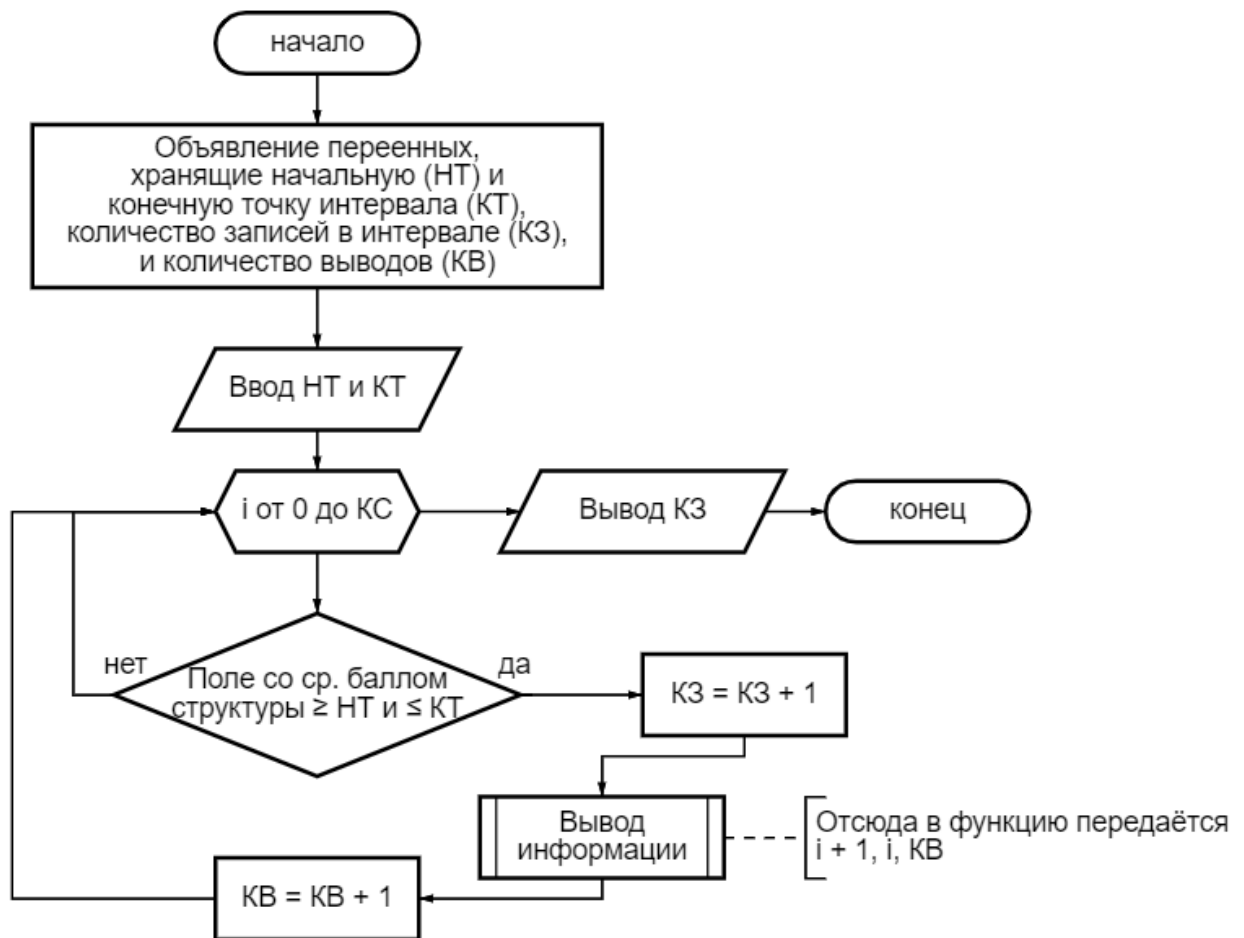 начало
Объявление переенных,
хранящие начальную (НТ) и
конечную точку интервала (КТ),
количество записей в интервале (КЗ),
и количество выводов (КВ)
Ввод НТ и КТ
i от 0 до КС
Вывод КЗ
конец
нет
Поле со ср. баллом
структуры ≥ НТ и ≤ КТ
да
КЗ = КЗ + 1
Вывод
информации
Отсюда в функцию передаётся
i + 1, i, КВ
КВ = КВ + 1